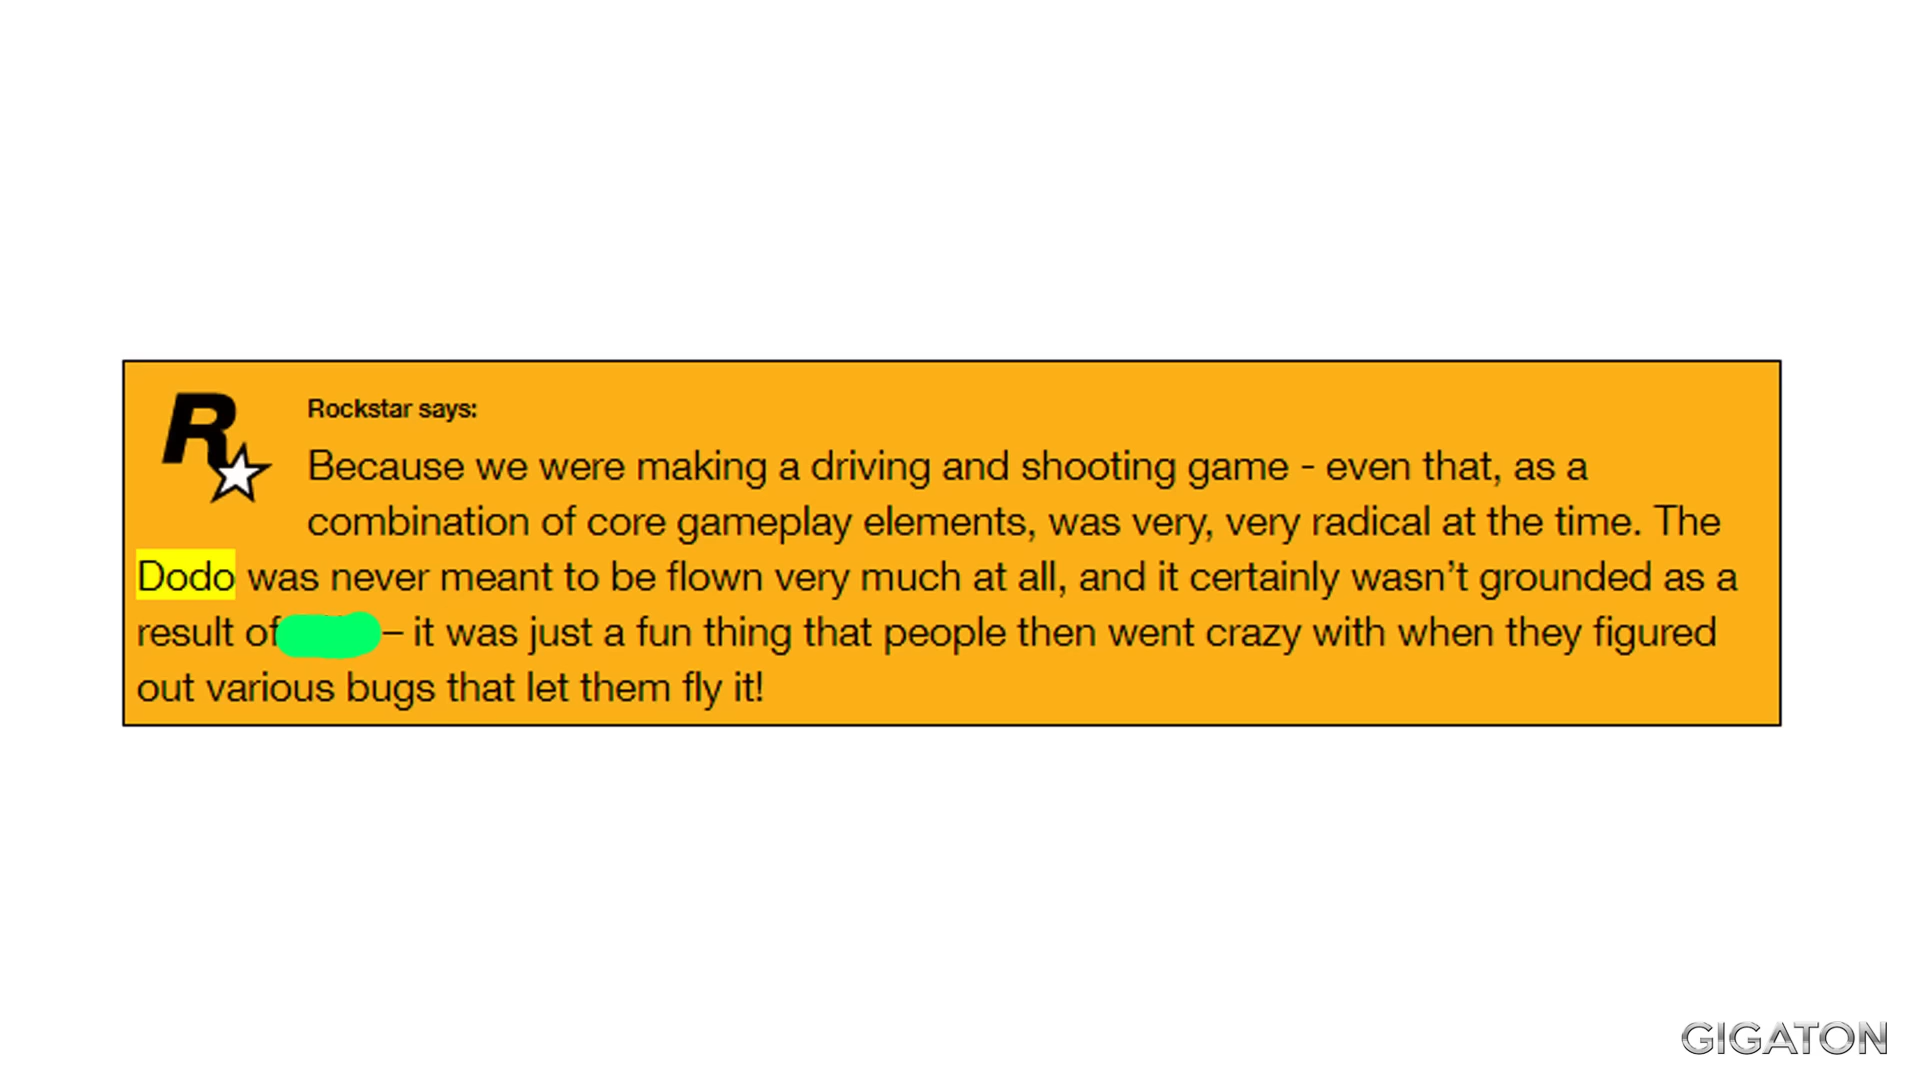 Rockstar says:
Because we were making a driving and shooting game - even that, as a
combination of core gameplay elements, was very, very radical at the time. The
Dodo was never meant to be flown very much at all, and it certainly wasn’t grounded as a
result of – it was just a fun thing that people then went crazy with when they figured
out various bugs that let them fly it!
R
GIGATON